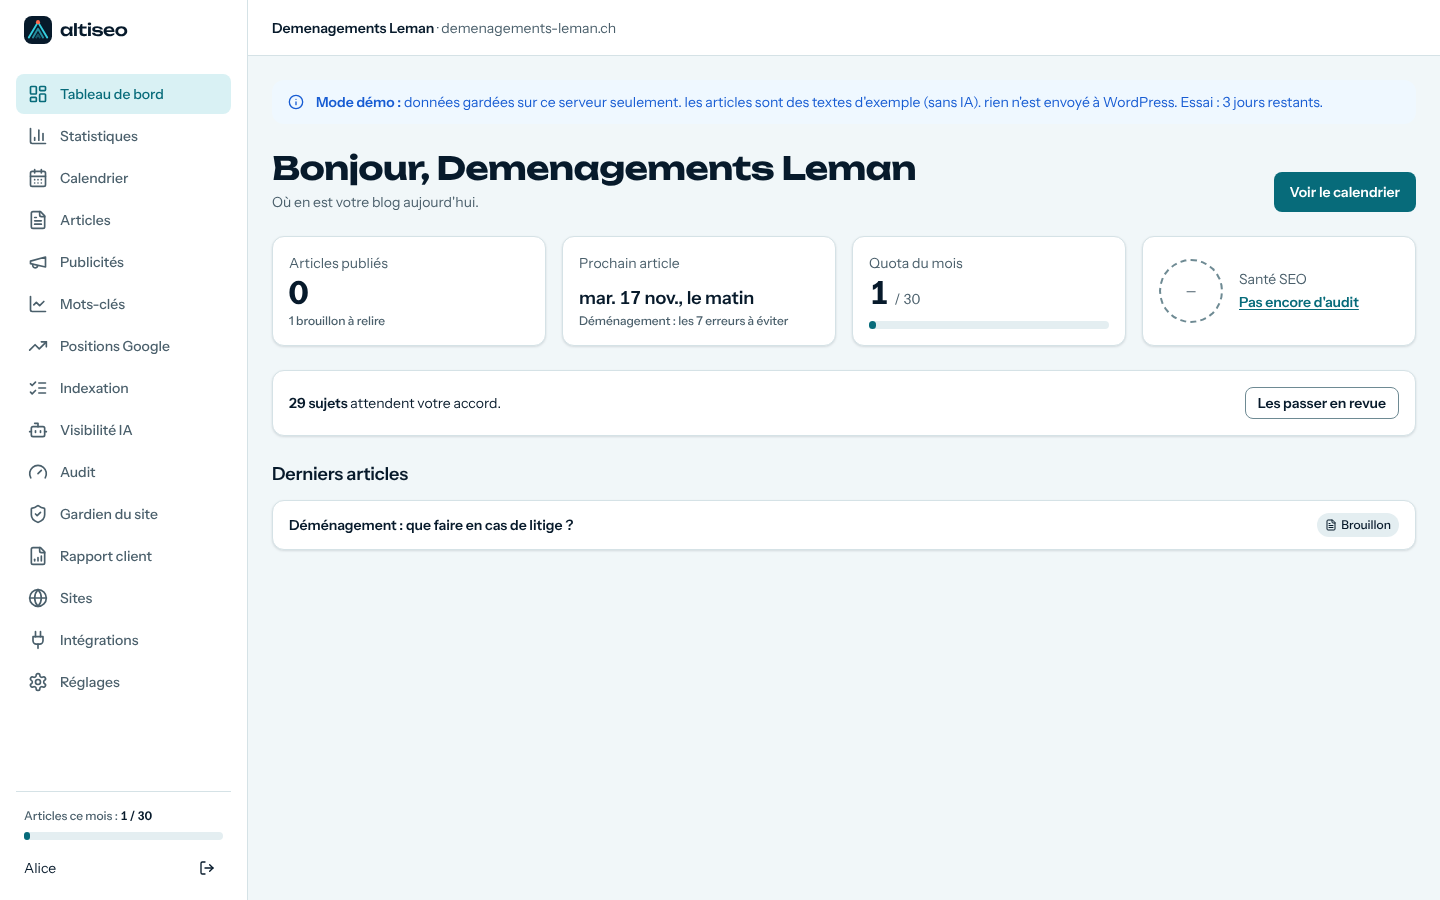 altiseo
Demenagements Leman · demenagements-leman.ch
Tableau de bord
Statistiques
Calendrier
Articles
Publicités
Mots-clés
Positions Google
Indexation
Visibilité IA
Audit
Gardien du site
Rapport client
Sites
Intégrations
Réglages
Articles ce mois : 1 / 30
Alice
Mode démo : données gardées sur ce serveur seulement. les articles sont des textes d'exemple (sans IA). rien n'est envoyé à WordPress. Essai : 3 jours restants.
Bonjour, Demenagements Leman
Où en est votre blog aujourd'hui.
Voir le calendrier
Articles publiés
0
1 brouillon à relire
Prochain article
mar. 17 nov., le matin
Déménagement : les 7 erreurs à éviter
Quota du mois
1 / 30
–
Santé SEO
Pas encore d'audit
29 sujets attendent votre accord.
Les passer en revue
Derniers articles
Déménagement : que faire en cas de litige ?
Brouillon